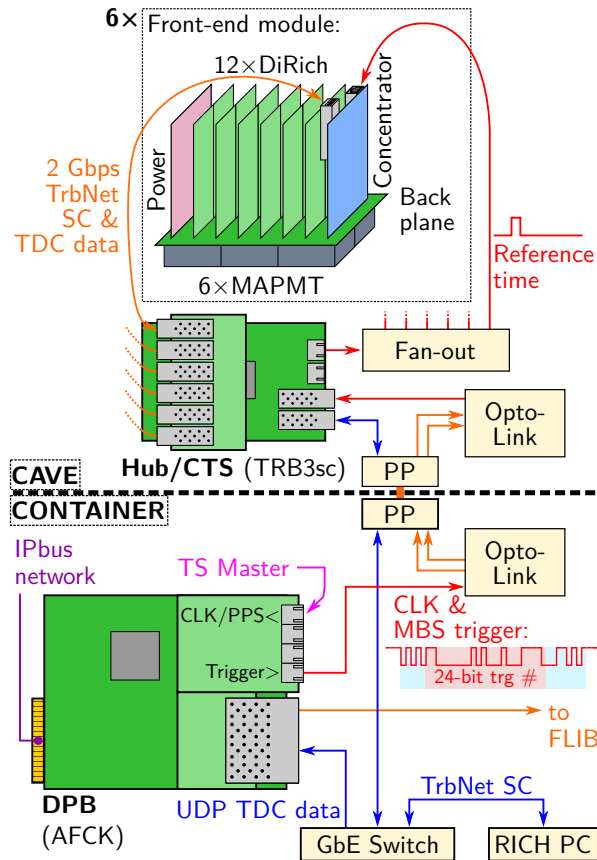 6×
Front-end module:
12×DiRich
Concentrator
Power
2 Gbps
TrbNet
SC &
TDC data
Back
plane
6×MAPMT
Reference
time
Fan-out
Opto-
Link
Hub/CTS (TRB3sc)
PP
CAVE
CONTAINER
PP
IPbus
network
TS Master
Opto-
Link
CLK/PPS<
Trigger>
CLK &
MBS trigger:
24-bit trg #
to
FLIB
DPB
(AFCK)
UDP TDC data
TrbNet SC
GbE Switch
RICH PC